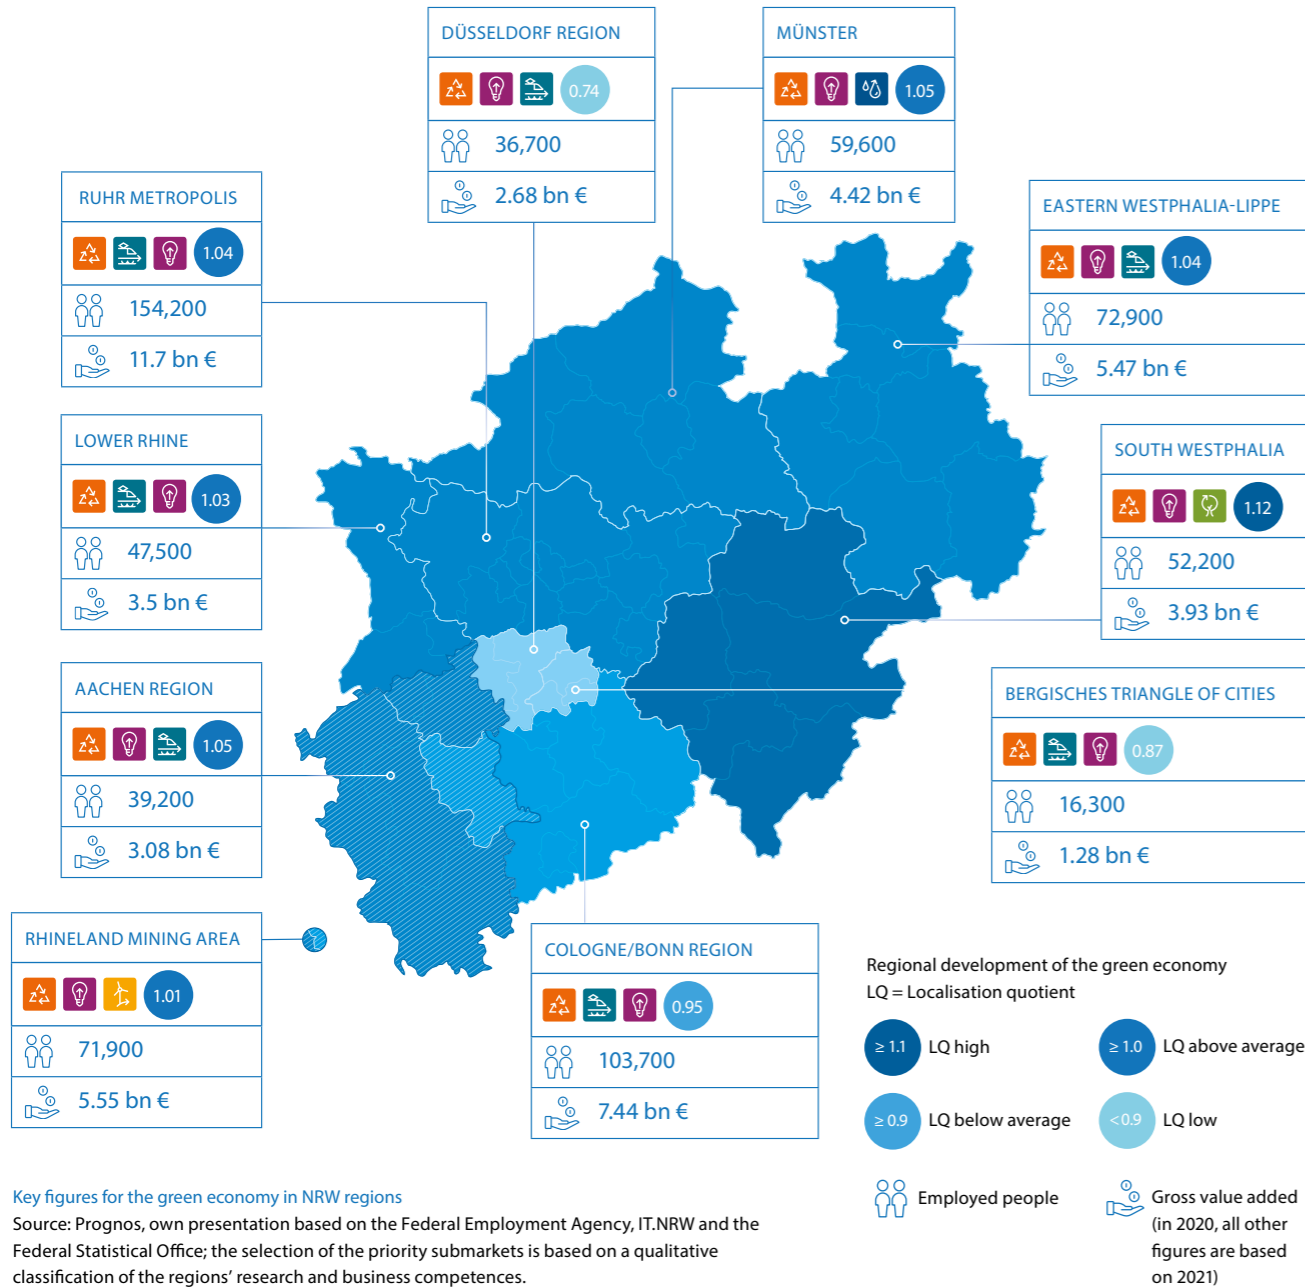 DÜSSELDORF REGION
0.74
36,700
2.68 bn €
MÜNSTER
1.05
59,600
4.42 bn €
RUHR METROPOLIS
1.04
154,200
11.7 bn €
EASTERN WESTPHALIA-LIPPE
1.04
72,900
5.47 bn €
LOWER RHINE
1.03
47,500
3.5 bn €
SOUTH WESTPHALIA
1.12
52,200
3.93 bn €
AACHEN REGION
1.05
39,200
3.08 bn €
BERGISCHES TRIANGLE OF CITIES
0.87
16,300
1.28 bn €
RHINELAND MINING AREA
1.01
71,900
5.55 bn €
COLOGNE/BONN REGION
0.95
103,700
7.44 bn €
Regional development of the green economy
LQ = Localisation quotient
≥ 1.1 LQ high
≥ 1.0 LQ above average
≥ 0.9 LQ below average
< 0.9 LQ low
Employed people
Gross value added
(in 2020, all other
figures are based
on 2021)
Key figures for the green economy in NRW regions
Source: Prognos, own presentation based on the Federal Employment Agency, IT.NRW and the
Federal Statistical Office; the selection of the priority submarkets is based on a qualitative
classification of the regions' research and business competences.